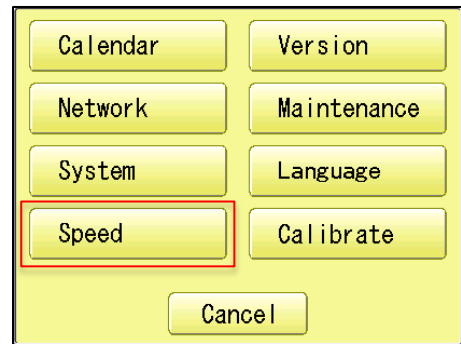 Calendar Version
Network Maintenance
System Language
Speed Calibrate
Cancel